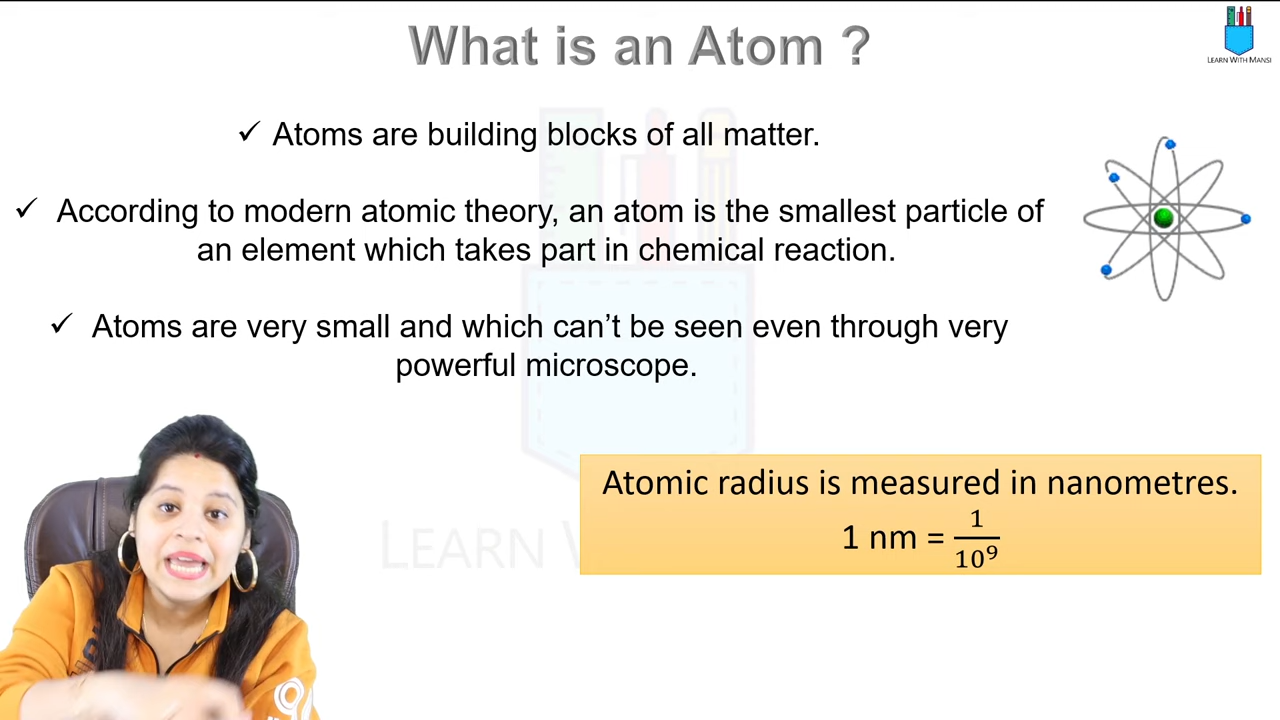 What is an Atom ?
LEARN WITH MANSI
✓ Atoms are building blocks of all matter.
✓ According to modern atomic theory, an atom is the smallest particle of
an element which takes part in chemical reaction.
✓ Atoms are very small and which can’t be seen even through very
powerful microscope.
Atomic radius is measured in nanometres.
1 nm = 1/10⁹
LEARN W